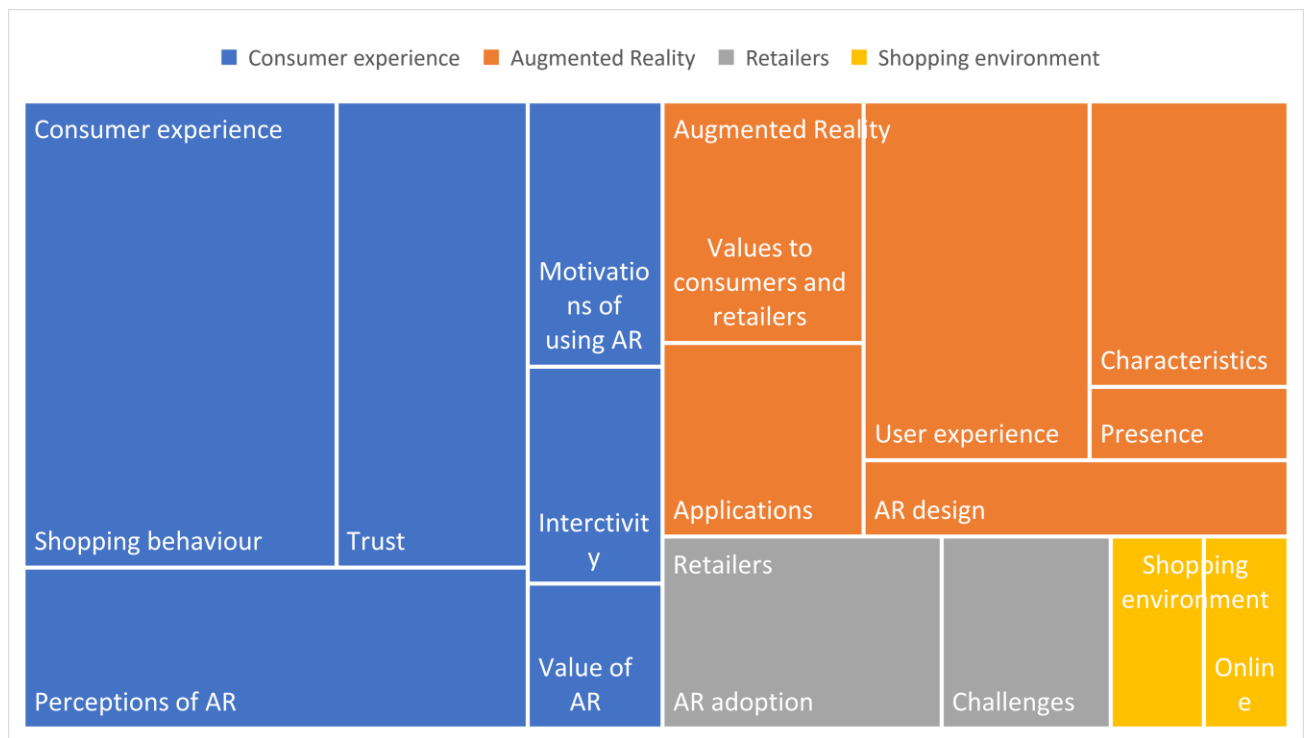 Consumer experience
Augmented Reality
Retailers
Shopping environment
Consumer experience
Shopping behaviour
Trust
Perceptions of AR
Motivatio
ns of
using AR
Interctivit
y
Value of
AR
Augmented Reality
Values to
consumers and
retailers
Applications
User experience
Characteristics
Presence
AR design
Retailers
AR adoption
Challenges
Shopping
environment
Onlin
e